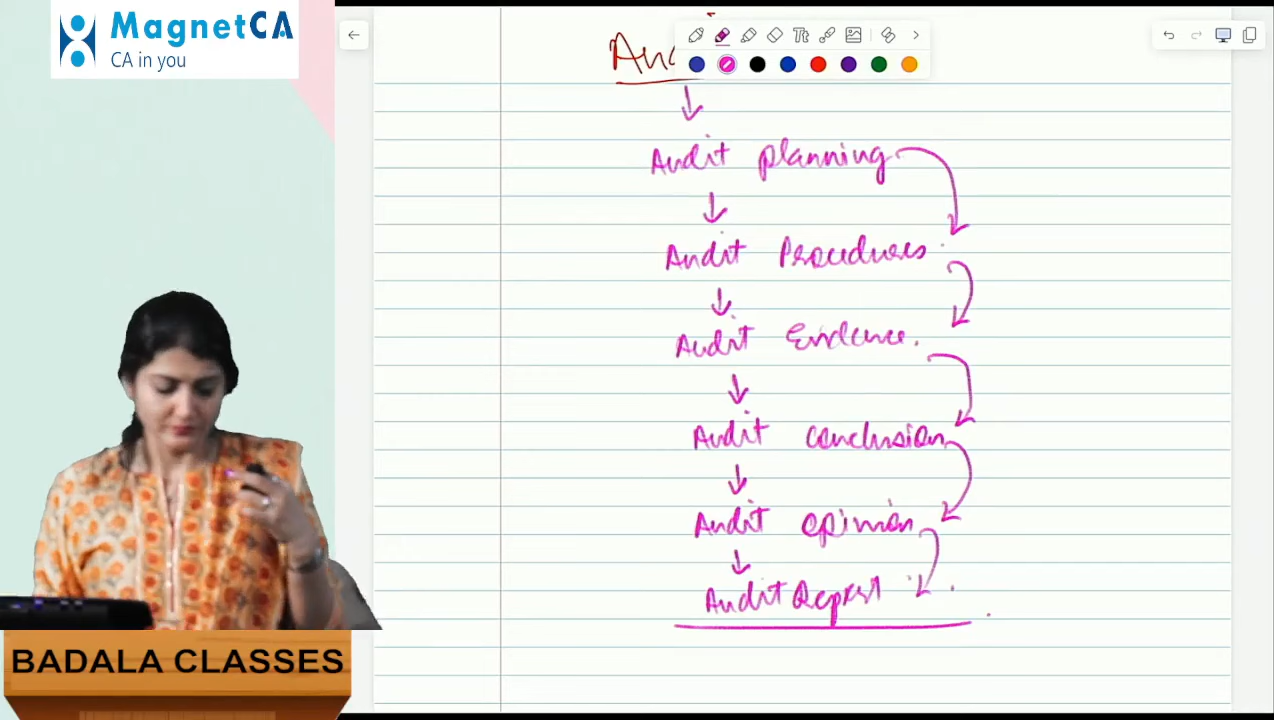 MagnetCA
CA in you
Audit planning
Audit Procedures
Audit Evidence.
Audit conclusion
Audit opinion
Audit Report
BADALA CLASSES